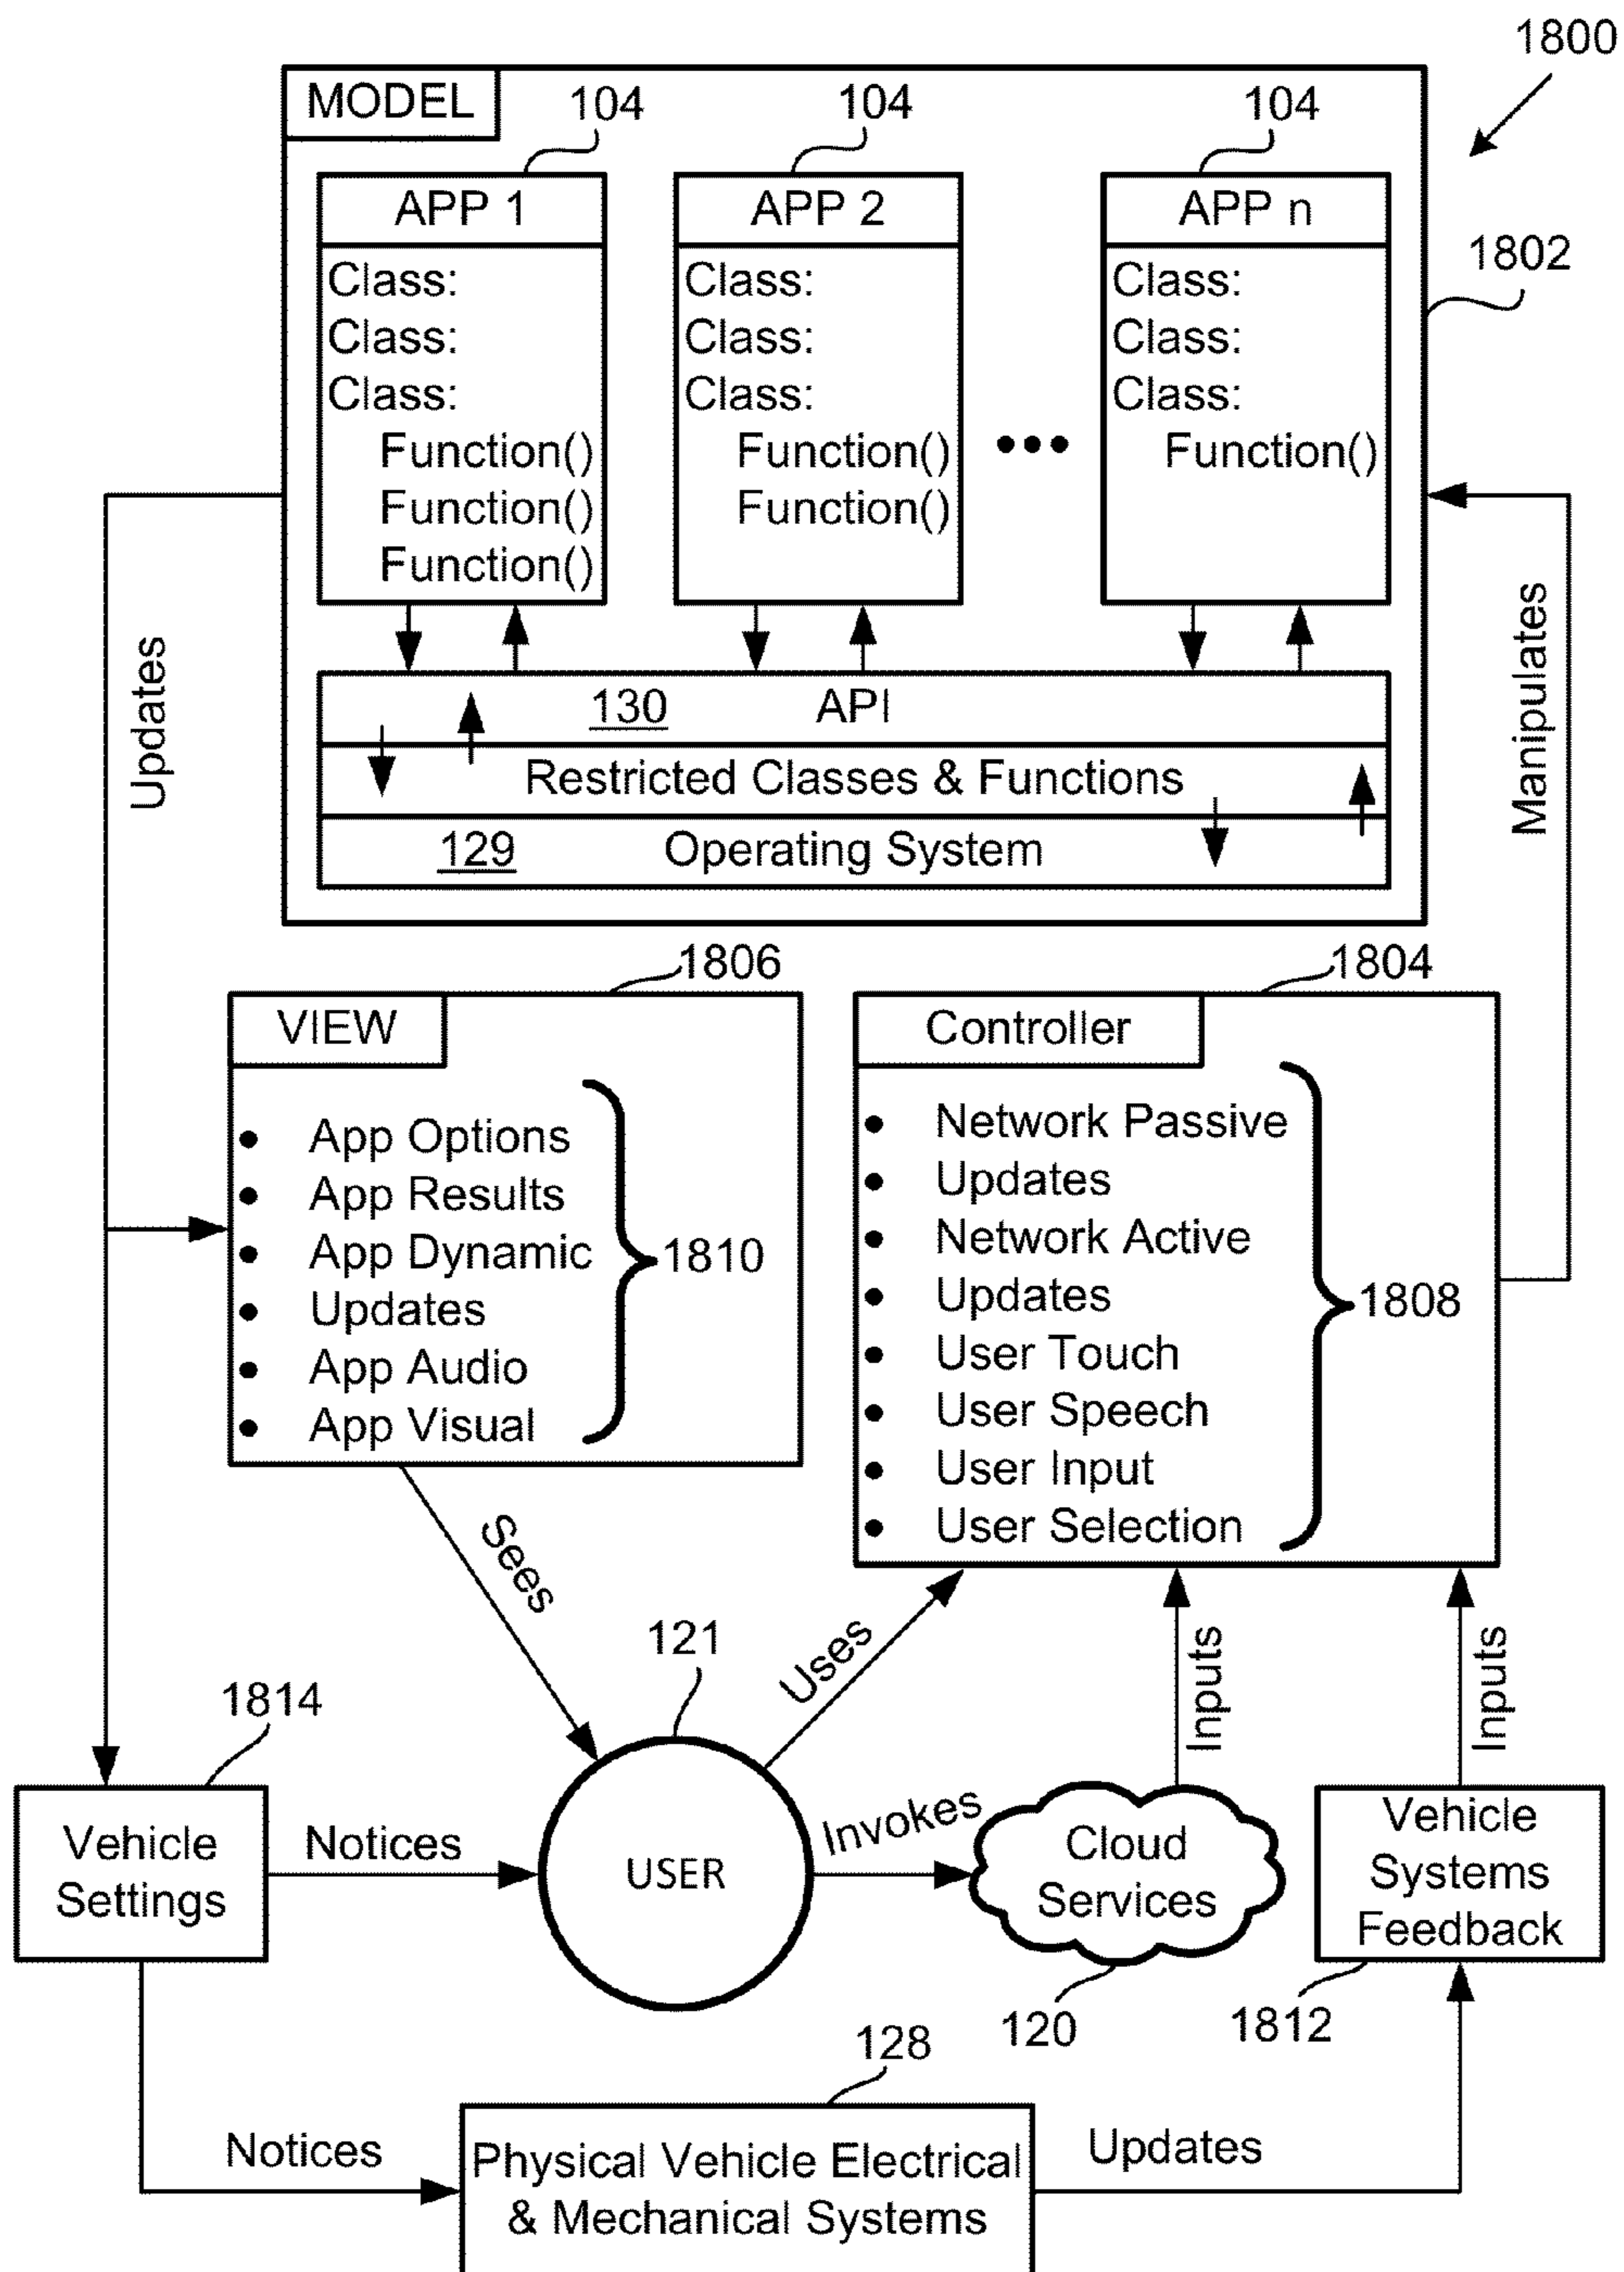 1800
MODEL
104
104
104
APP 1
APP 2
APP n
1802
Class:
Class:
Class:
Function()
Function()
Function()
Class:
Class:
Class:
Function()
Function()
•••
Class:
Class:
Class:
Function()
Updates
Manipulates
130 API
Restricted Classes & Functions
129 Operating System
1806
VIEW
• App Options
• App Results
• App Dynamic
• Updates
• App Audio
• App Visual
1810
1804
Controller
• Network Passive
• Updates
• Network Active
• Updates
• User Touch
• User Speech
• User Input
• User Selection
1808
Sees
Uses
Inputs
Inputs
121
1814
Vehicle
Settings
Notices
USER
Invokes
Cloud
Services
Vehicle
Systems
Feedback
120
1812
128
Notices
Physical Vehicle Electrical
& Mechanical Systems
Updates